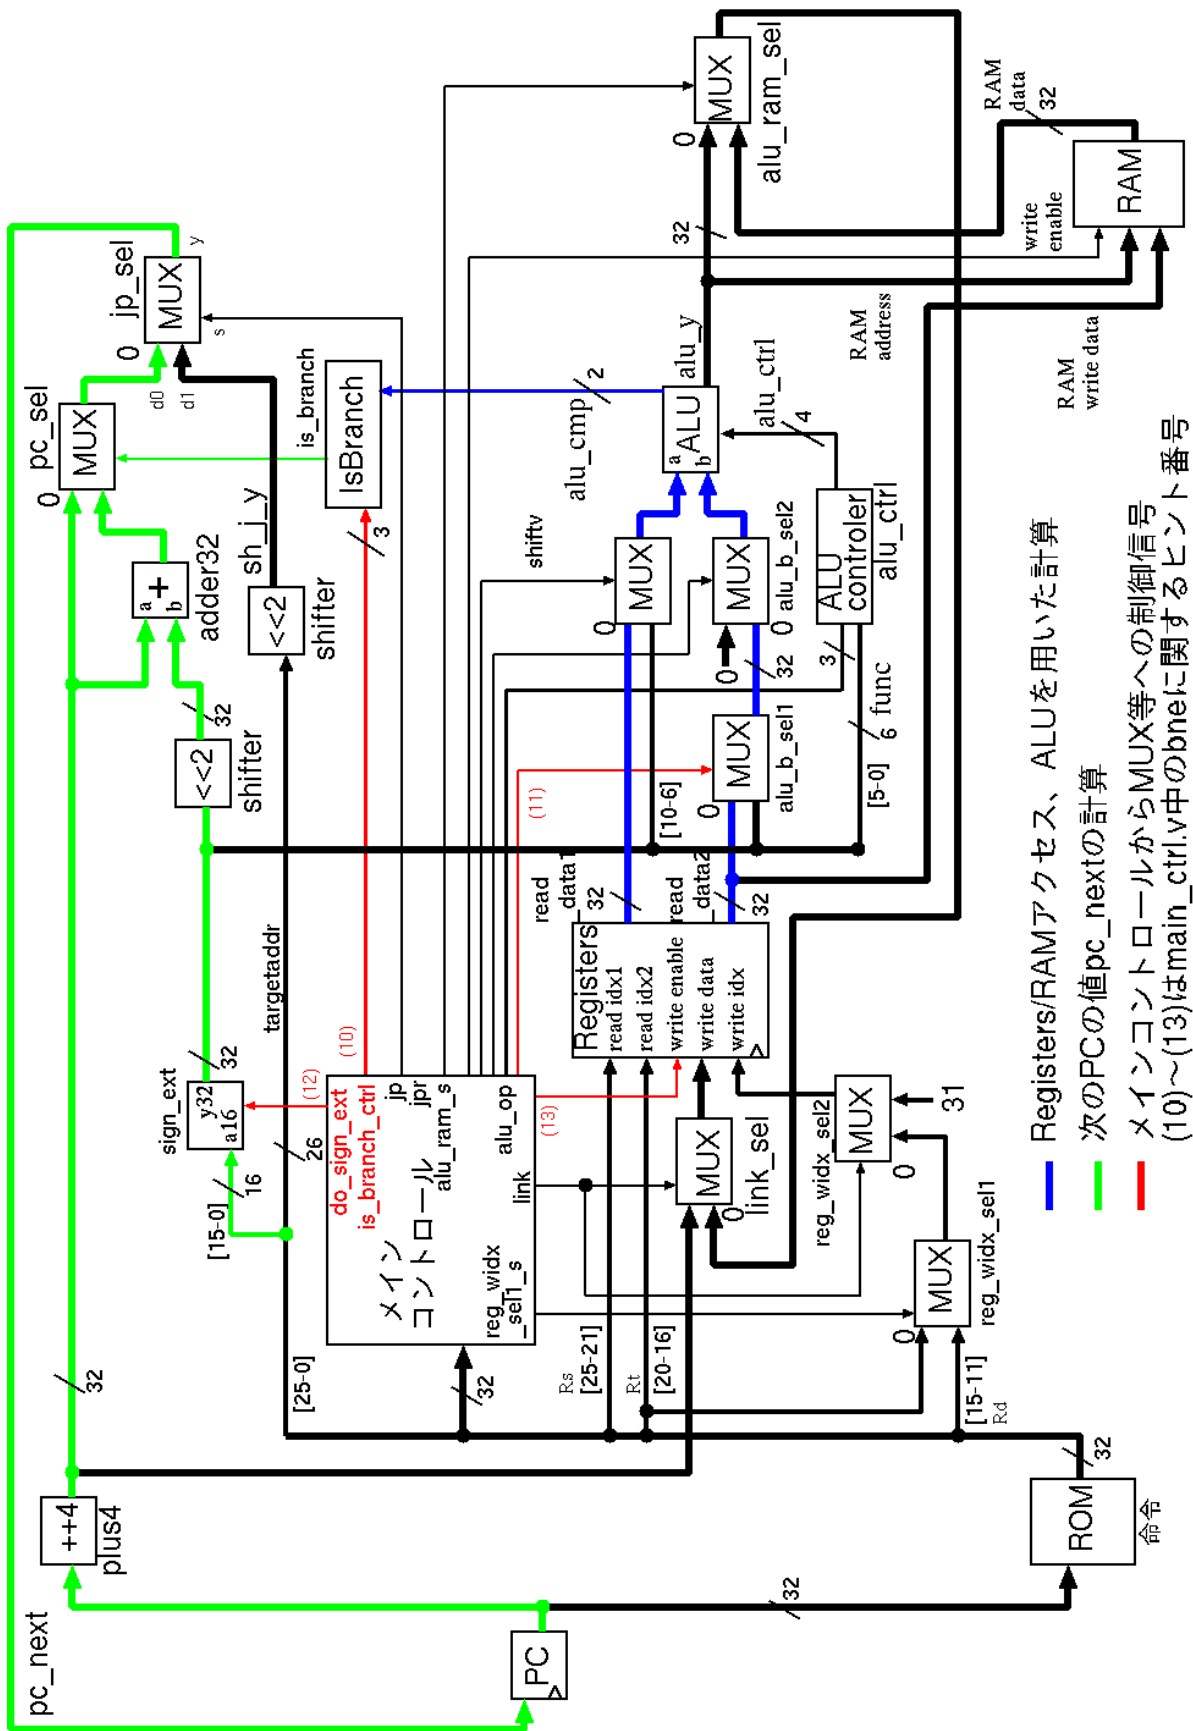 pc_next
++4
plus4
PC
32
ROM
命令
32
32
[25-0]
[15-0]
16
sign_ext
y32
a16
32
26
targetaddr
<<2
shifter
32
<<2
shifter
sh_j_y
a
b
+
adder32
0
pc_sel
MUX
0
jp_sel
MUX
d0
d1
s
y
is_branch
IsBranch
3
(12)
(10)
(11)
(13)
メイン
コントロール
do_sign_ext
is_branch_ctrl
jp
jpr
alu_ram_s
alu_op
link
reg_widx
_sel1_s
32
Rs
[25-21]
Rt
[20-16]
[15-11]
Rd
0
MUX
reg_widx_sel1
0
MUX
reg_widx_sel2
31
0
MUX
link_sel
Registers
read idx1
read idx2
write enable
write data
write idx
read
_data1
32
read
_data2
32
[10-6]
[5-0]
6
func
0
MUX
alu_b_sel1
32
0
MUX
shiftv
0
MUX
0
alu_b_sel2
3
ALU
controler
alu_ctrl
alu_ctrl
4
a
b
ALU
alu_cmp
2
alu_y
32
0
MUX
alu_ram_sel
RAM
address
RAM
write data
write
enable
RAM
RAM
data
32
Registers/RAMアクセス、ALUを用いた計算
次のPCの値pc_nextの計算
メインコントロールからMUX等への制御信号
(10)～(13)はmain_ctrl.v中のbneに関するヒント番号